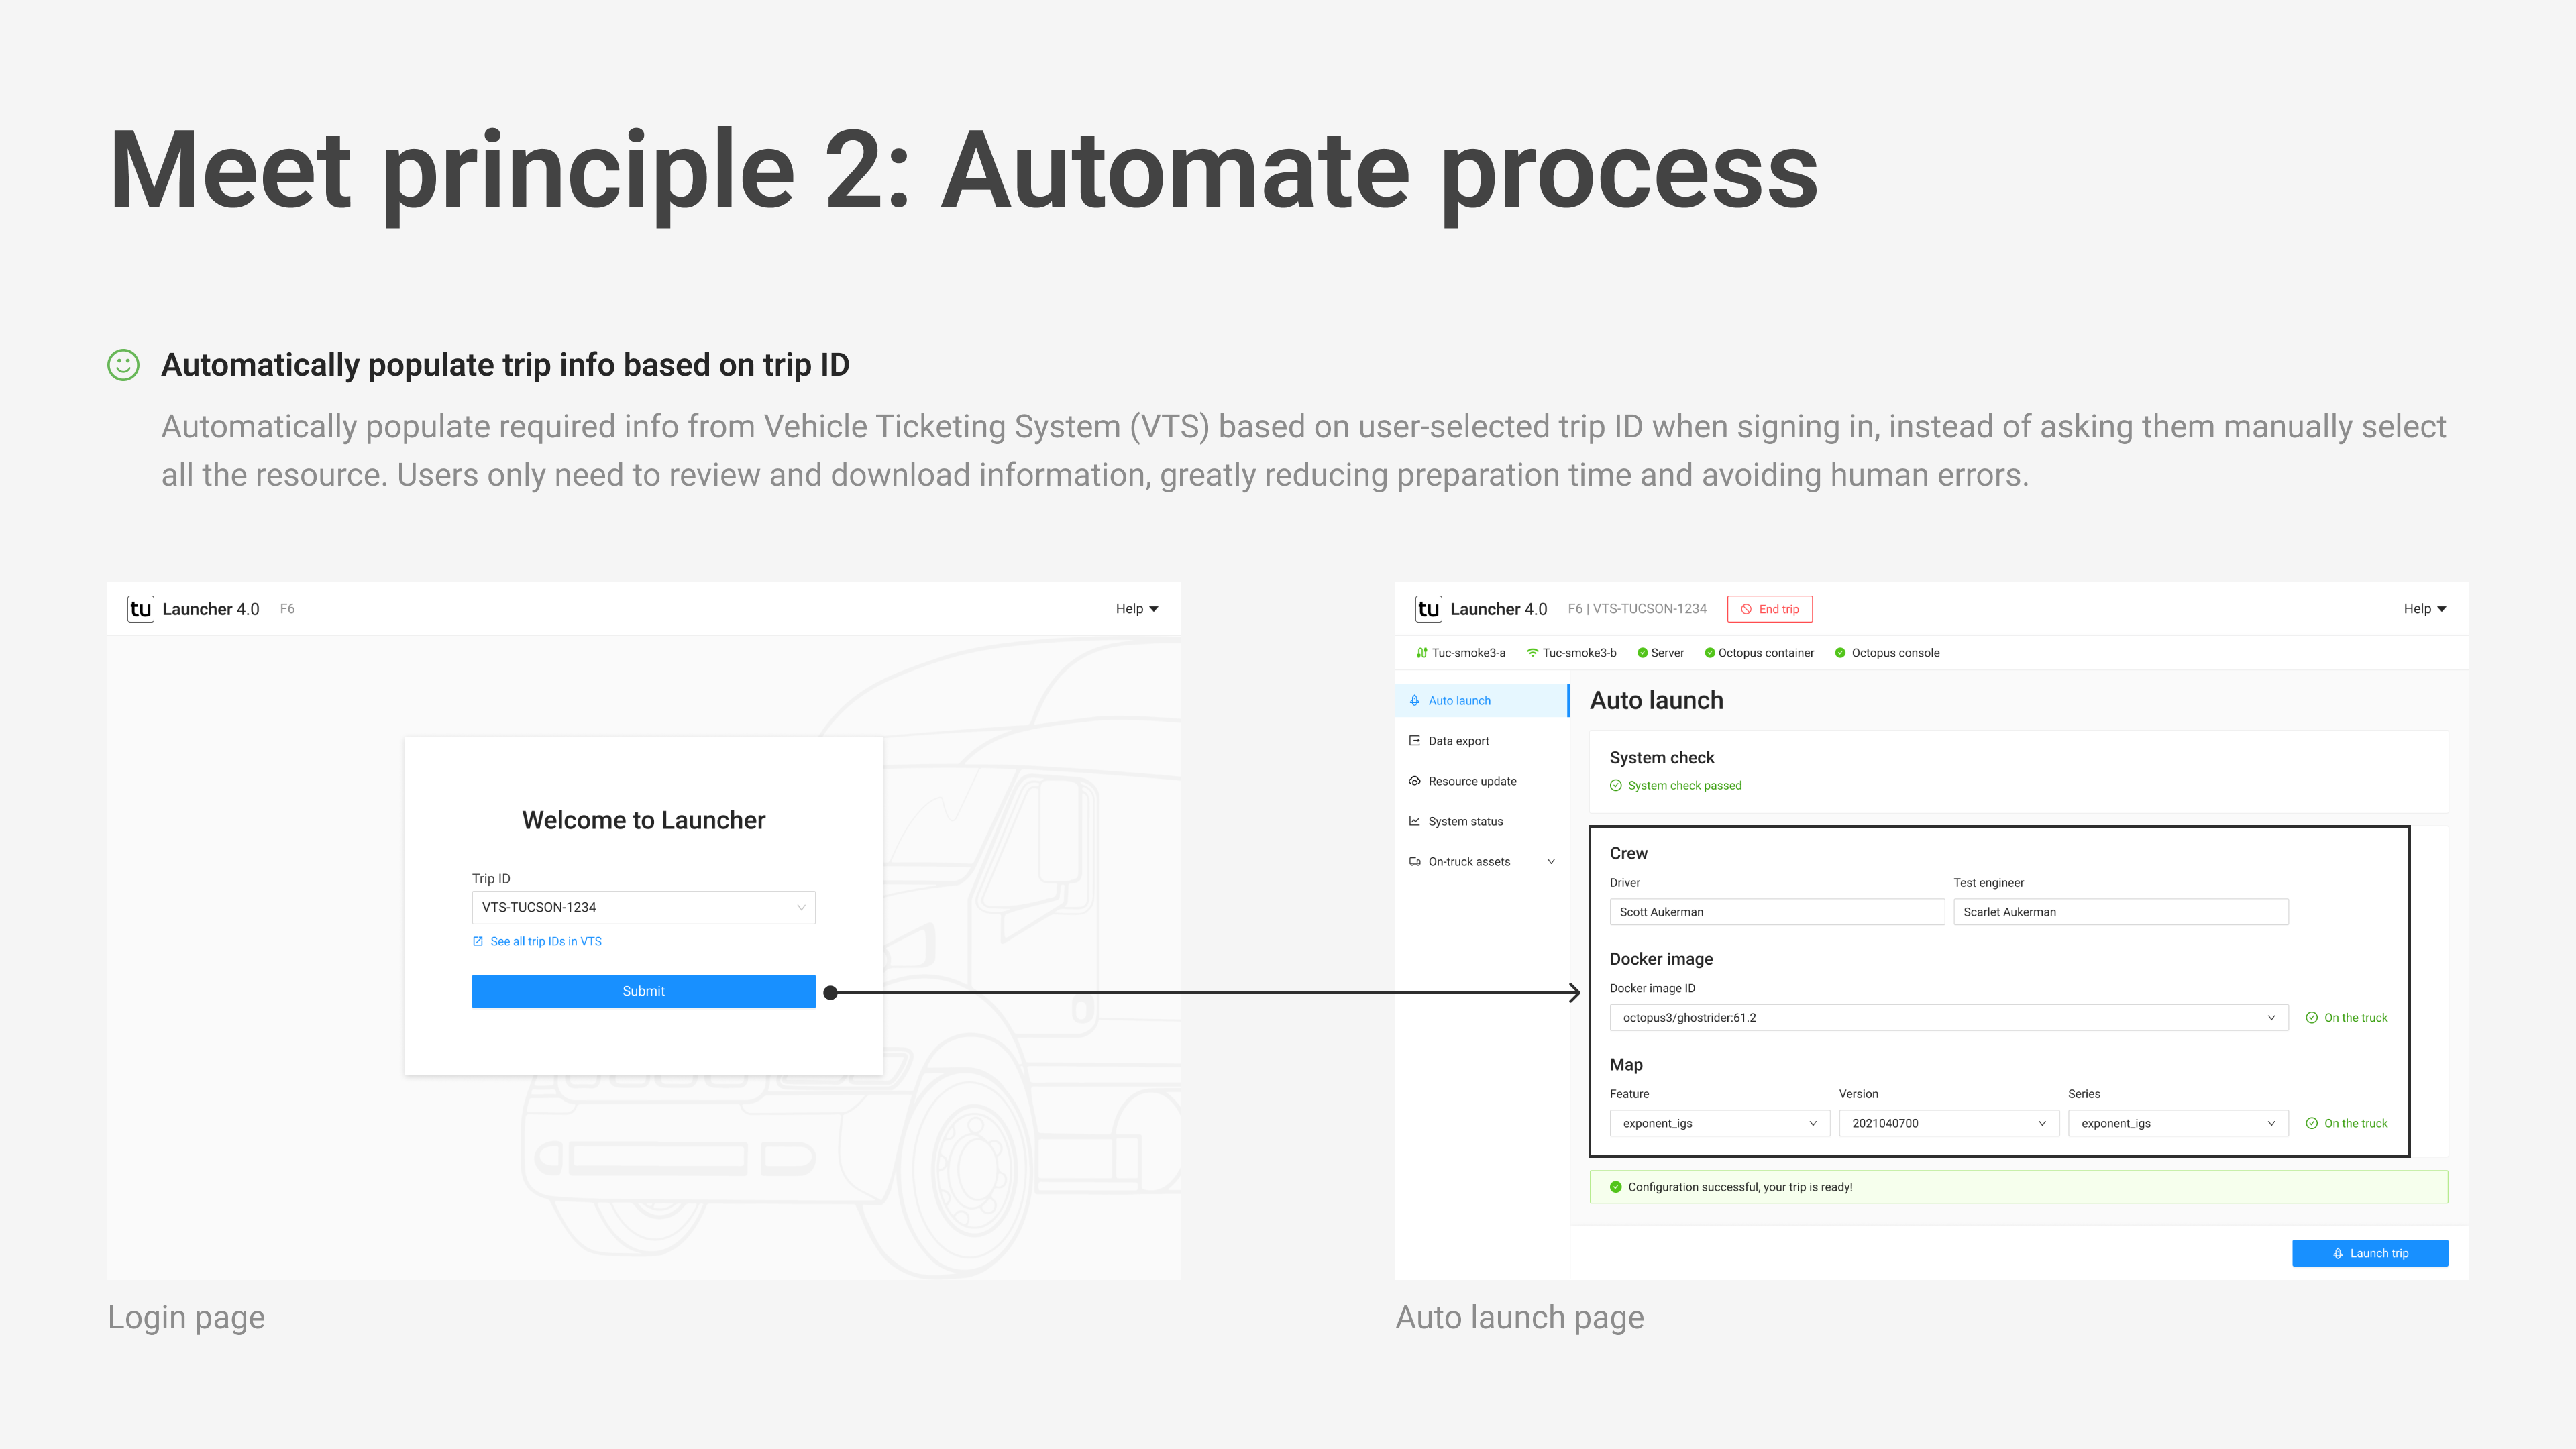 Meet principle 2: Automate process
Automatically populate trip info based on trip ID
Automatically populate required info from Vehicle Ticketing System (VTS) based on user-selected trip ID when signing in, instead of asking them manually select
all the resource. Users only need to review and download information, greatly reducing preparation time and avoiding human errors.
tu Launcher 4.0 F6 Help
Welcome to Launcher
Trip ID
VTS-TUCSON-1234
See all trip IDs in VTS
Submit
Login page
tu Launcher 4.0 F6 | VTS-TUCSON-1234 End trip Help
Tuc-smoke3-a Tuc-smoke3-b Server Octopus container Octopus console
Auto launch
Data export
Resource update
System status
On-truck assets
Auto launch
System check
System check passed
Crew
Driver Test engineer
Scott Aukerman Scarlet Aukerman
Docker image
Docker image ID
octopus3/ghostrider:61.2 On the truck
Map
Feature Version Series
exponent_igs 2021040700 exponent_igs On the truck
Configuration successful, your trip is ready!
Launch trip
Auto launch page